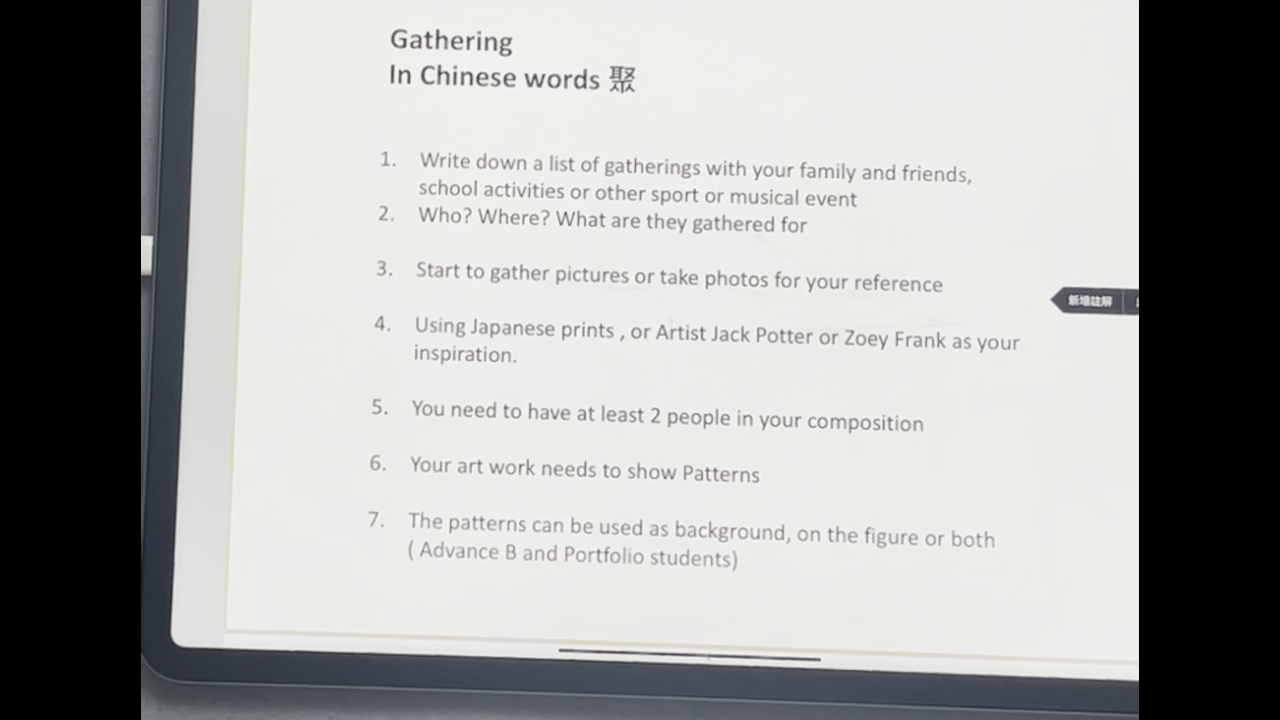 Gathering
In Chinese words 聚
1. Write down a list of gatherings with your family and friends,
school activities or other sport or musical event
2. Who? Where? What are they gathered for
3. Start to gather pictures or take photos for your reference
4. Using Japanese prints , or Artist Jack Potter or Zoey Frank as your
inspiration.
新增註解
5. You need to have at least 2 people in your composition
6. Your art work needs to show Patterns
7. The patterns can be used as background, on the figure or both
( Advance B and Portfolio students)